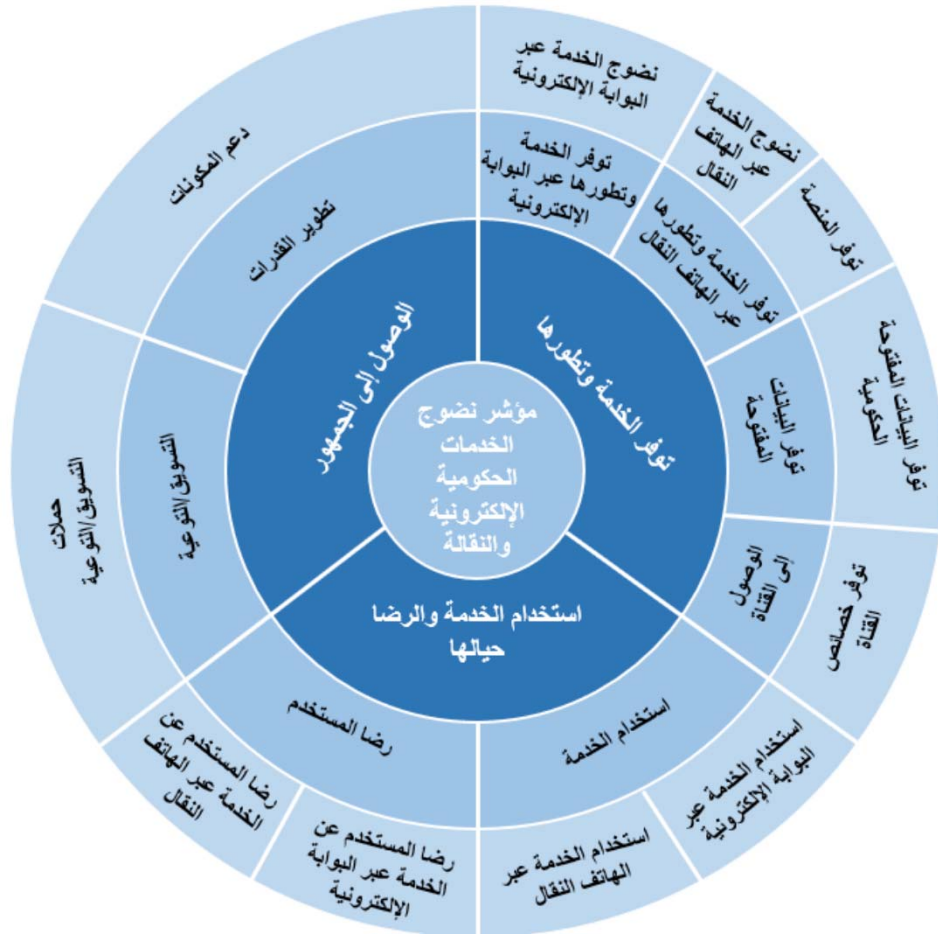 مؤشر نضوج
الخدمات
الحكومية
الإلكترونية
والنقالة
توفر الخدمة وتطورها
استخدام الخدمة والرضا
حيالها
الوصول إلى الجمهور
توفر الخدمة
وتطورها عبر البوابة
الإلكترونية
توفر الخدمة وتطورها
عبر الهاتف النقال
توفر البيانات
المفتوحة
الوصول
إلى القناة
استخدام الخدمة
رضا المستخدم
التسويق/التوعية
تطوير القدرات
نضوج الخدمة عبر
البوابة الإلكترونية
نضوج الخدمة
عبر الهاتف
النقال
توفر المنصة
توفر البيانات المفتوحة
الحكومية
توفر خصائص
القناة
استخدام الخدمة عبر
البوابة الإلكترونية
استخدام الخدمة عبر
الهاتف النقال
رضا المستخدم عن
الخدمة عبر البوابة
الإلكترونية
رضا المستخدم عن
الخدمة عبر الهاتف
النقال
حملات
التسويق/التوعية
دعم المكونات